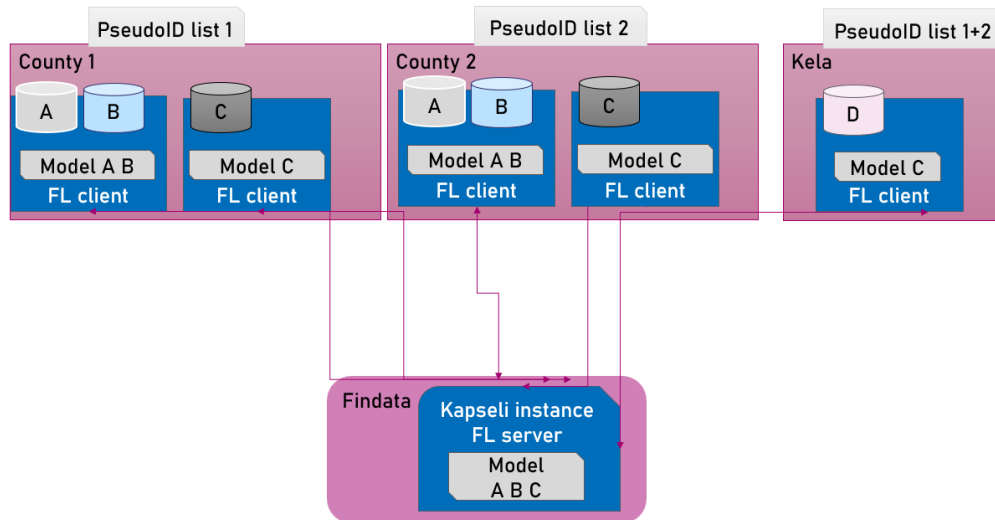 PseudoID list 1
PseudoID list 2
PseudoID list 1+2
County 1
County 2
Kela
A
B
C
A
B
C
D
Model A B
FL client
Model C
FL client
Model A B
FL client
Model C
FL client
Model C
FL client
Findata
Kapseli instance
FL server
Model
A B C